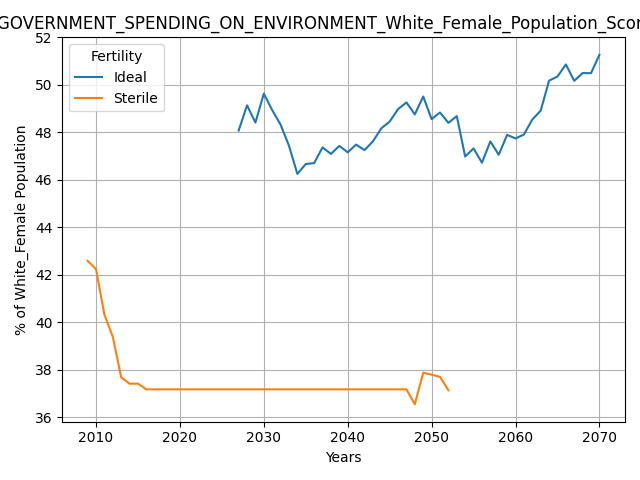 GOVERNMENT_SPENDING_ON_ENVIRONMENT_White_Female_Population_Scor
52
50
48
46
44
42
40
38
36
% of White_Female Population
Fertility
Ideal
Sterile
2010 2020 2030 2040 2050 2060 2070
Years